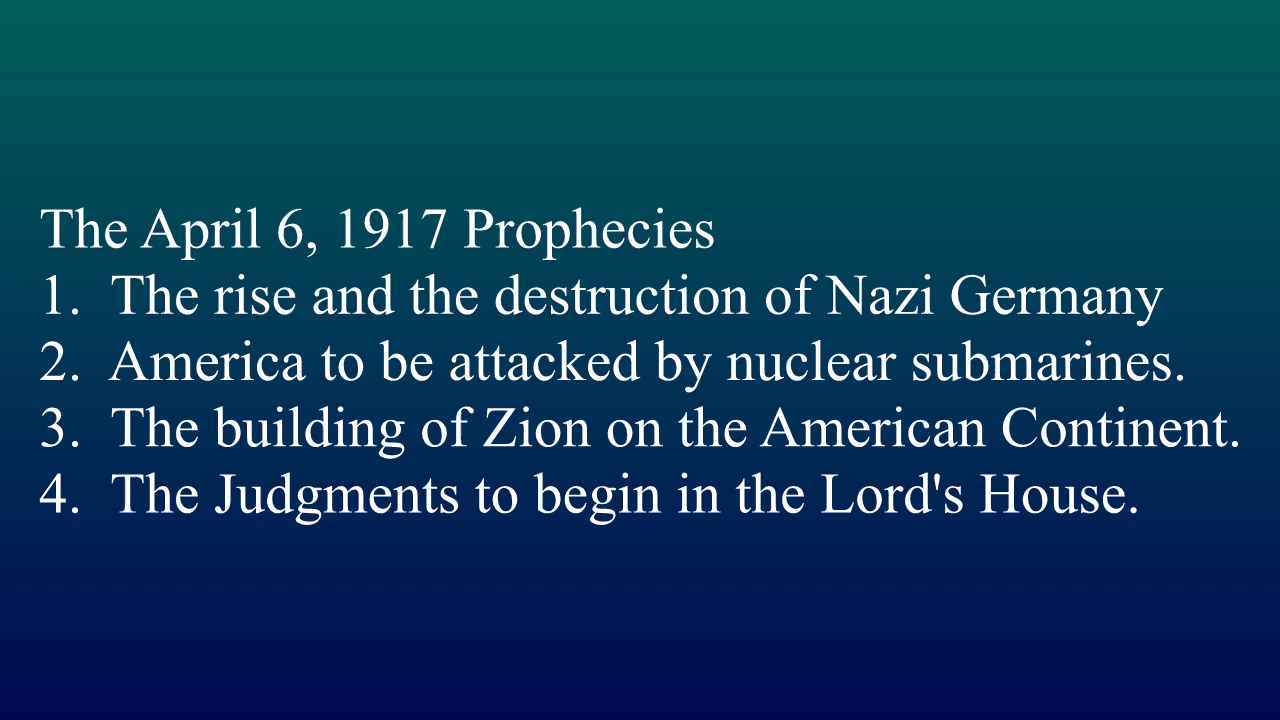 The April 6, 1917 Prophecies
1.  The rise and the destruction of Nazi Germany
2.  America to be attacked by nuclear submarines.
3.  The building of Zion on the American Continent.
4.  The Judgments to begin in the Lord's House.